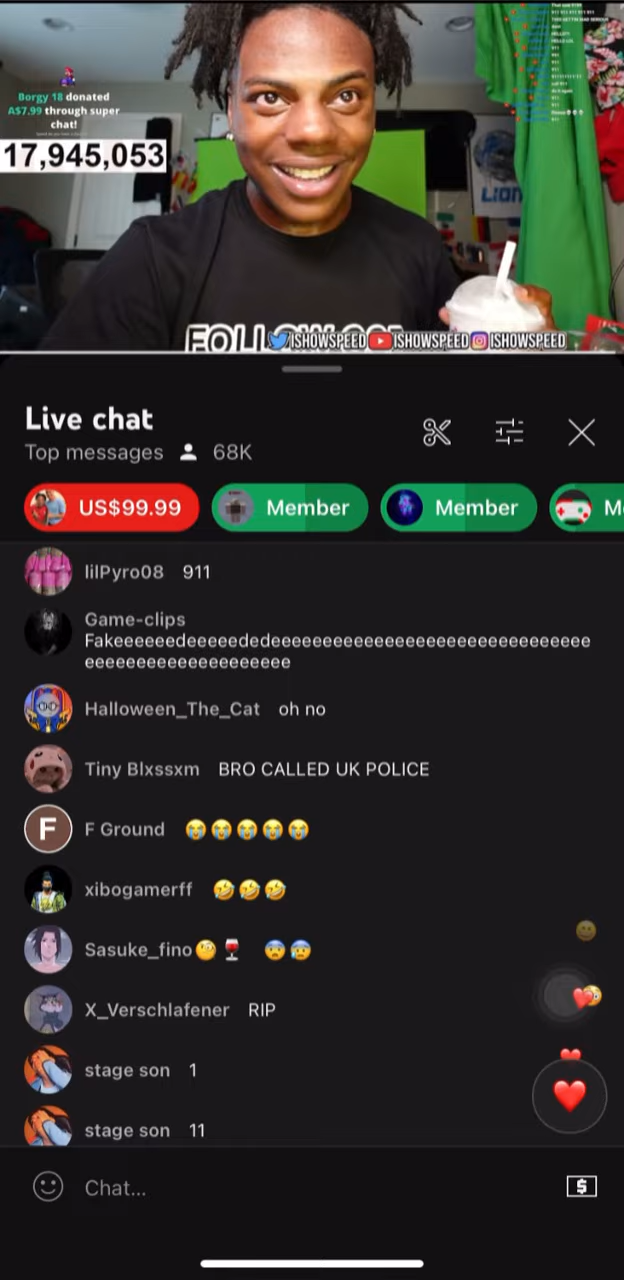 Borgy 18 donated
A$7.99 through super
chat!
17,945,053
LION
ISHOWSPEED ISHOWSPEED ISHOWSPEED
Live chat
Top messages 68K
US$99.99 Member Member
lilPyro08 911
Game-clips
Fakeeeeeedeeeeededeeeeeeeeeeeeeeeeeeeeeeeeeeeeeee
eeeeeeeeeeeeeeeeeeee
Halloween_The_Cat oh no
Tiny Blxssxm BRO CALLED UK POLICE
F F Ground 😭😭😭😭😭
xibogamerff 🤣🤣🤣
Sasuke_fino🧐🍷 😨😰
X_Verschlafener RIP
stage son 1
stage son 11
Chat...
$